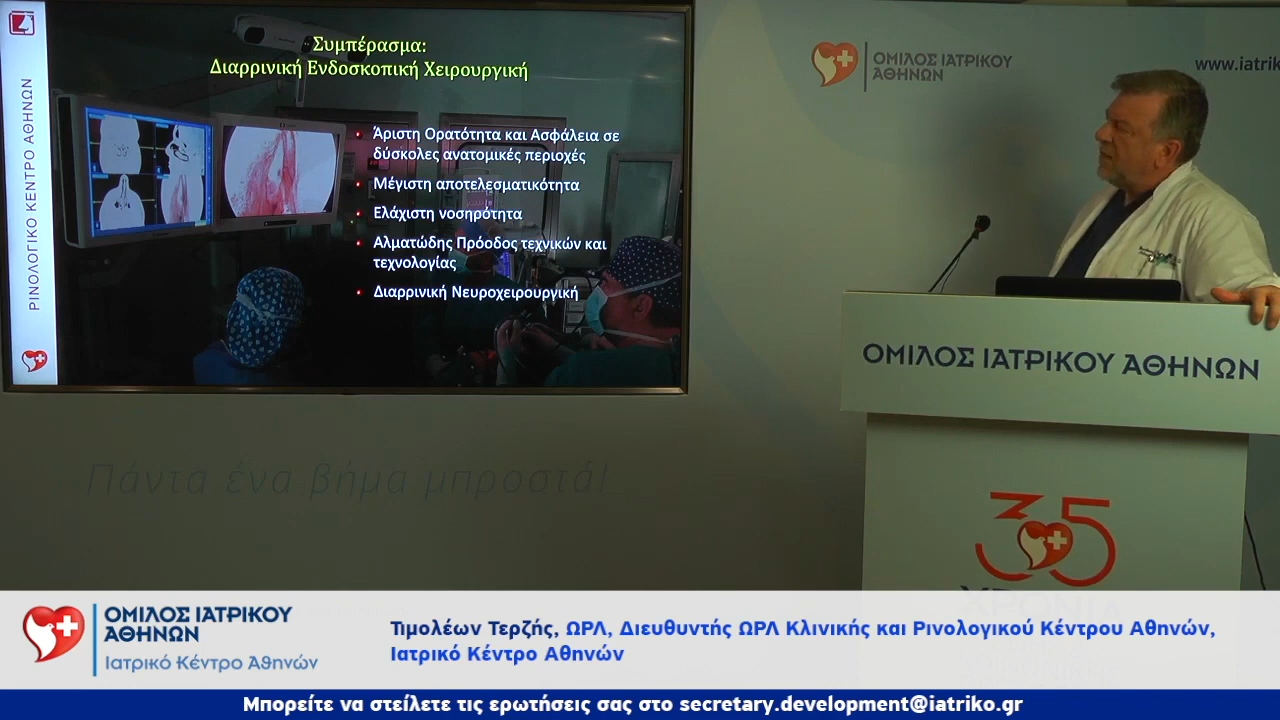 ΡΙΝΟΛΟΓΙΚΟ ΚΕΝΤΡΟ ΑΘΗΝΩΝ
Συμπέρασμα:
Διαρρινική Ενδοσκοπική Χειρουργική
Άριστη Ορατότητα και Ασφάλεια σε
δύσκολες ανατομικές περιοχές
Μέγιστη αποτελεσματικότητα
Ελάχιστη νοσηρότητα
Αλματώδης Πρόοδος τεχνικών και
τεχνολογίας
Διαρρινική Νευροχειρουργική
ΟΜΙΛΟΣ ΙΑΤΡΙΚΟΥ
ΑΘΗΝΩΝ
www.iatrik
ΟΜΙΛΟΣ ΙΑΤΡΙΚΟΥ ΑΘΗΝΩΝ
Πάντα ένα βήμα μπροστά!
35
ΧΡΟΝΙΑ
ΟΜΙΛΟΣ ΙΑΤΡΙΚΟΥ
ΑΘΗΝΩΝ
Ιατρικό Κέντρο Αθηνών
Τιμολέων Τερζής, ΩΡΛ, Διευθυντής ΩΡΛ Κλινικής και Ρινολογικού Κέντρου Αθηνών,
Ιατρικό Κέντρο Αθηνών
Μπορείτε να στείλετε τις ερωτήσεις σας στο secretary.development@iatriko.gr